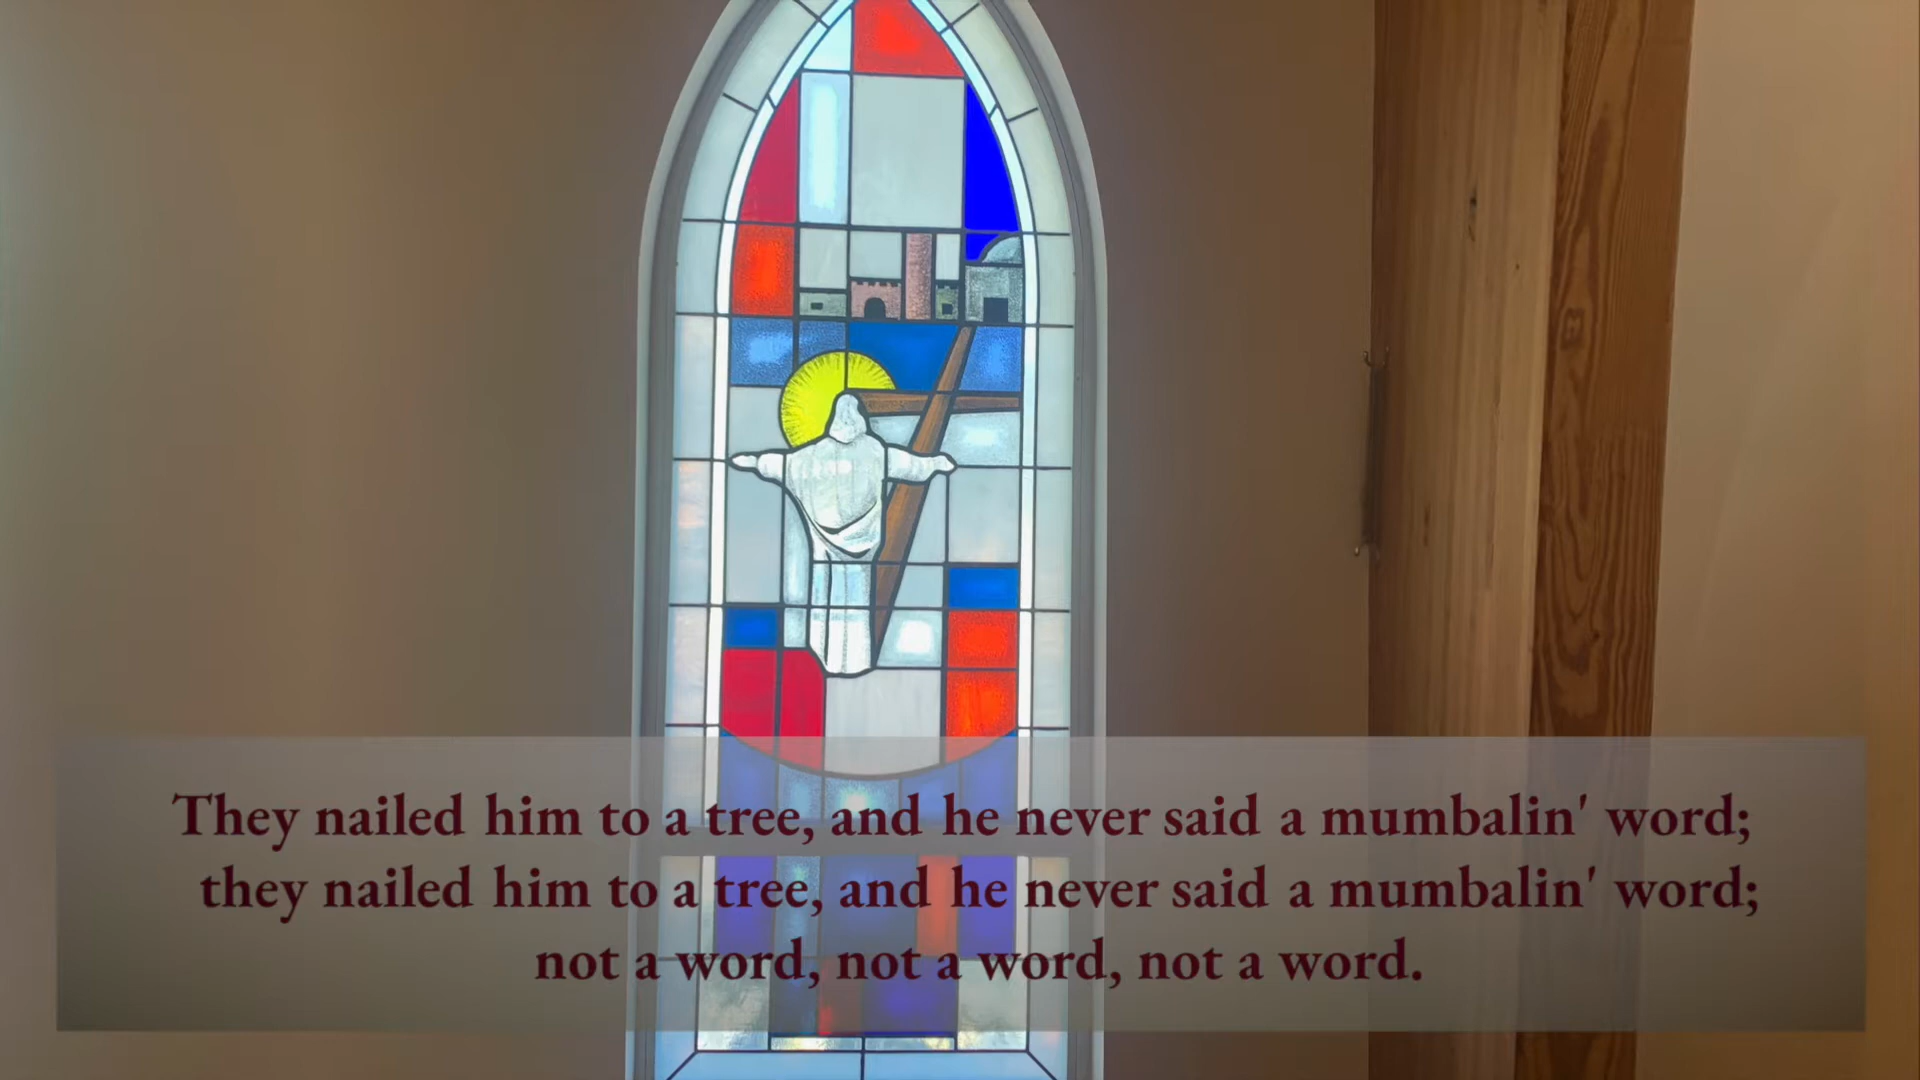 They nailed him to a tree, and he never said a mumbalin' word;
they nailed him to a tree, and he never said a mumbalin' word;
not a word, not a word, not a word.